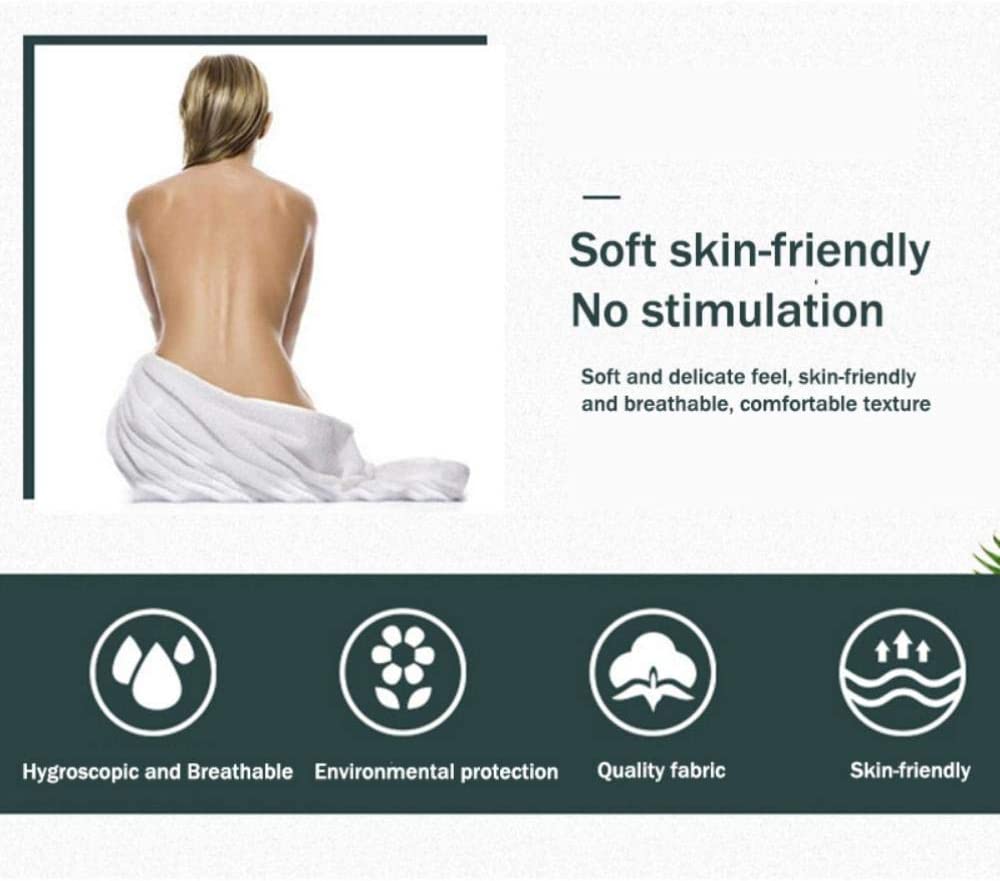 Soft skin-friendly
No stimulation
Soft and delicate feel, skin-friendly
and breathable, comfortable texture
Hygroscopic and Breathable
Environmental protection
Quality fabric
Skin-friendly